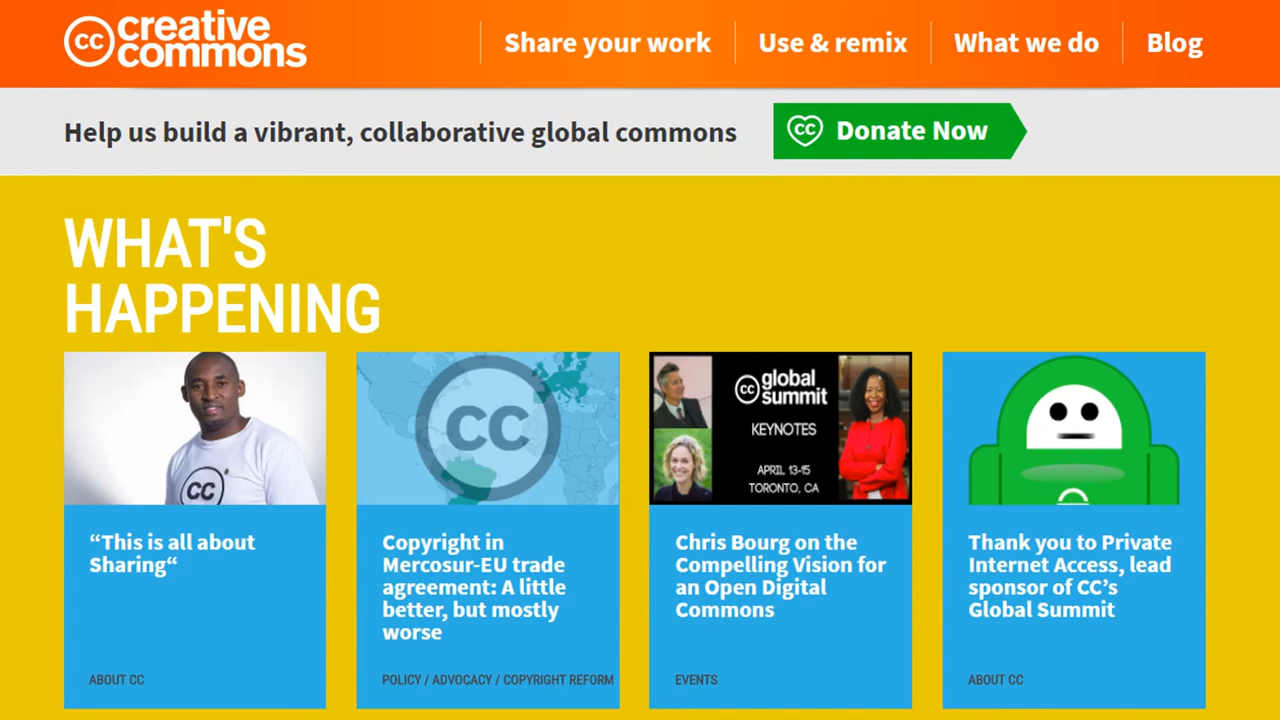 cc creative commons
Share your work
Use & remix
What we do
Blog
Help us build a vibrant, collaborative global commons
cc Donate Now
WHAT'S
HAPPENING
cc
cc
cc global
summit
KEYNOTES
APRIL 13-15
TORONTO, CA
“This is all about
Sharing“
ABOUT CC
Copyright in
Mercosur-EU trade
agreement: A little
better, but mostly
worse
POLICY / ADVOCACY / COPYRIGHT REFORM
Chris Bourg on the
Compelling Vision for
an Open Digital
Commons
EVENTS
Thank you to Private
Internet Access, lead
sponsor of CC’s
Global Summit
ABOUT CC